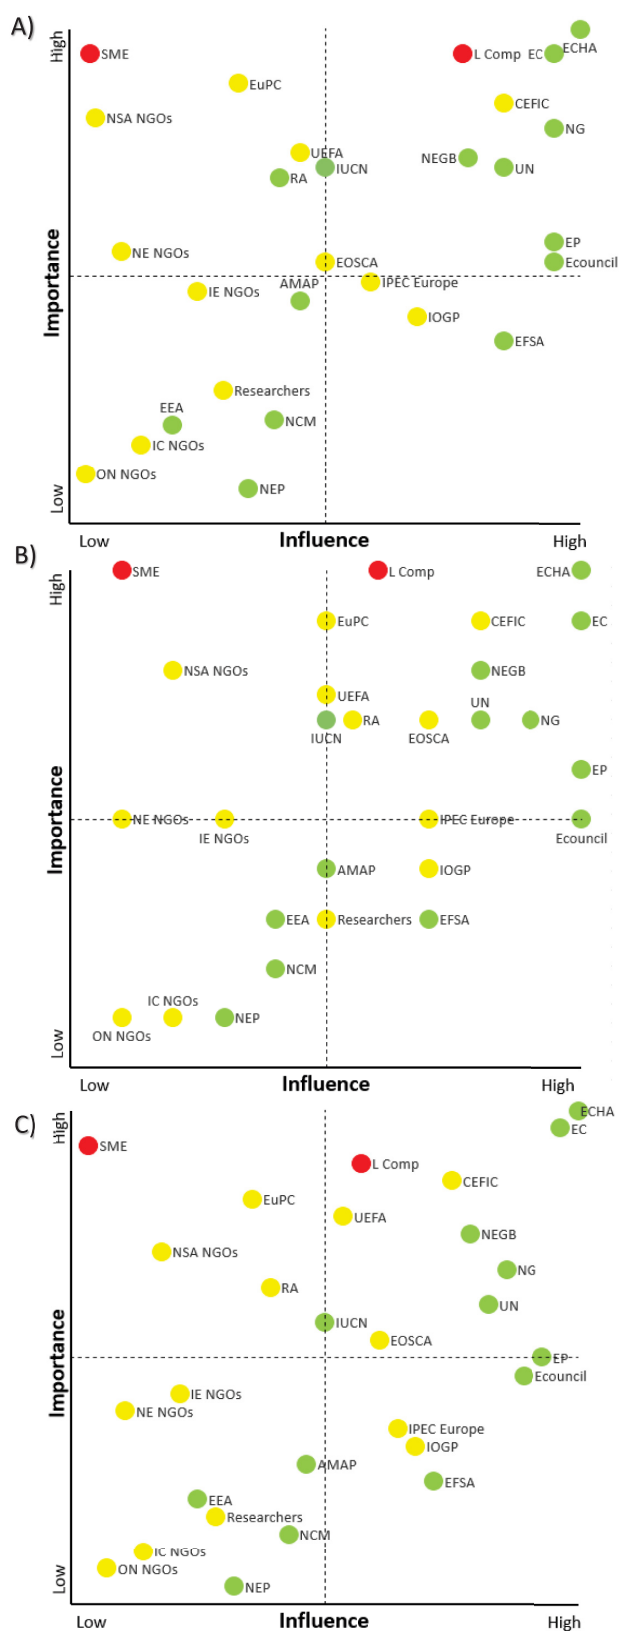 A)
High
SME
L Comp
EC
ECHA
EuPC
NSA NGOs
CEFIC
NG
UEFA
NEGB
IUCN
UN
RA
NE NGOs
EP
EOSCA
Ecouncil
Importance
AMAP
IPEC Europe
IE NGOs
IOGP
EFSA
Researchers
EEA
NCM
IC NGOs
ON NGOs
NEP
Low
Low
Influence
High
B)
High
SME
L Comp
ECHA
EuPC
CEFIC
EC
NSA NGOs
NEGB
UEFA
UN
RA
NG
IUCN
EOSCA
EP
NE NGOs
IPEC Europe
IE NGOs
Ecouncil
Importance
AMAP
IOGP
EEA
Researchers
EFSA
NCM
IC NGOs
NEP
ON NGOs
Low
Low
Influence
High
C)
High
ECHA
EC
SME
L Comp
CEFIC
EuPC
UEFA
NEGB
NSA NGOs
NG
RA
UN
IUCN
EOSCA
EP
Ecouncil
Importance
IE NGOs
NE NGOs
IPEC Europe
IOGP
AMAP
EFSA
EEA
Researchers
NCM
IC NGOs
ON NGOs
NEP
Low
Low
Influence
High